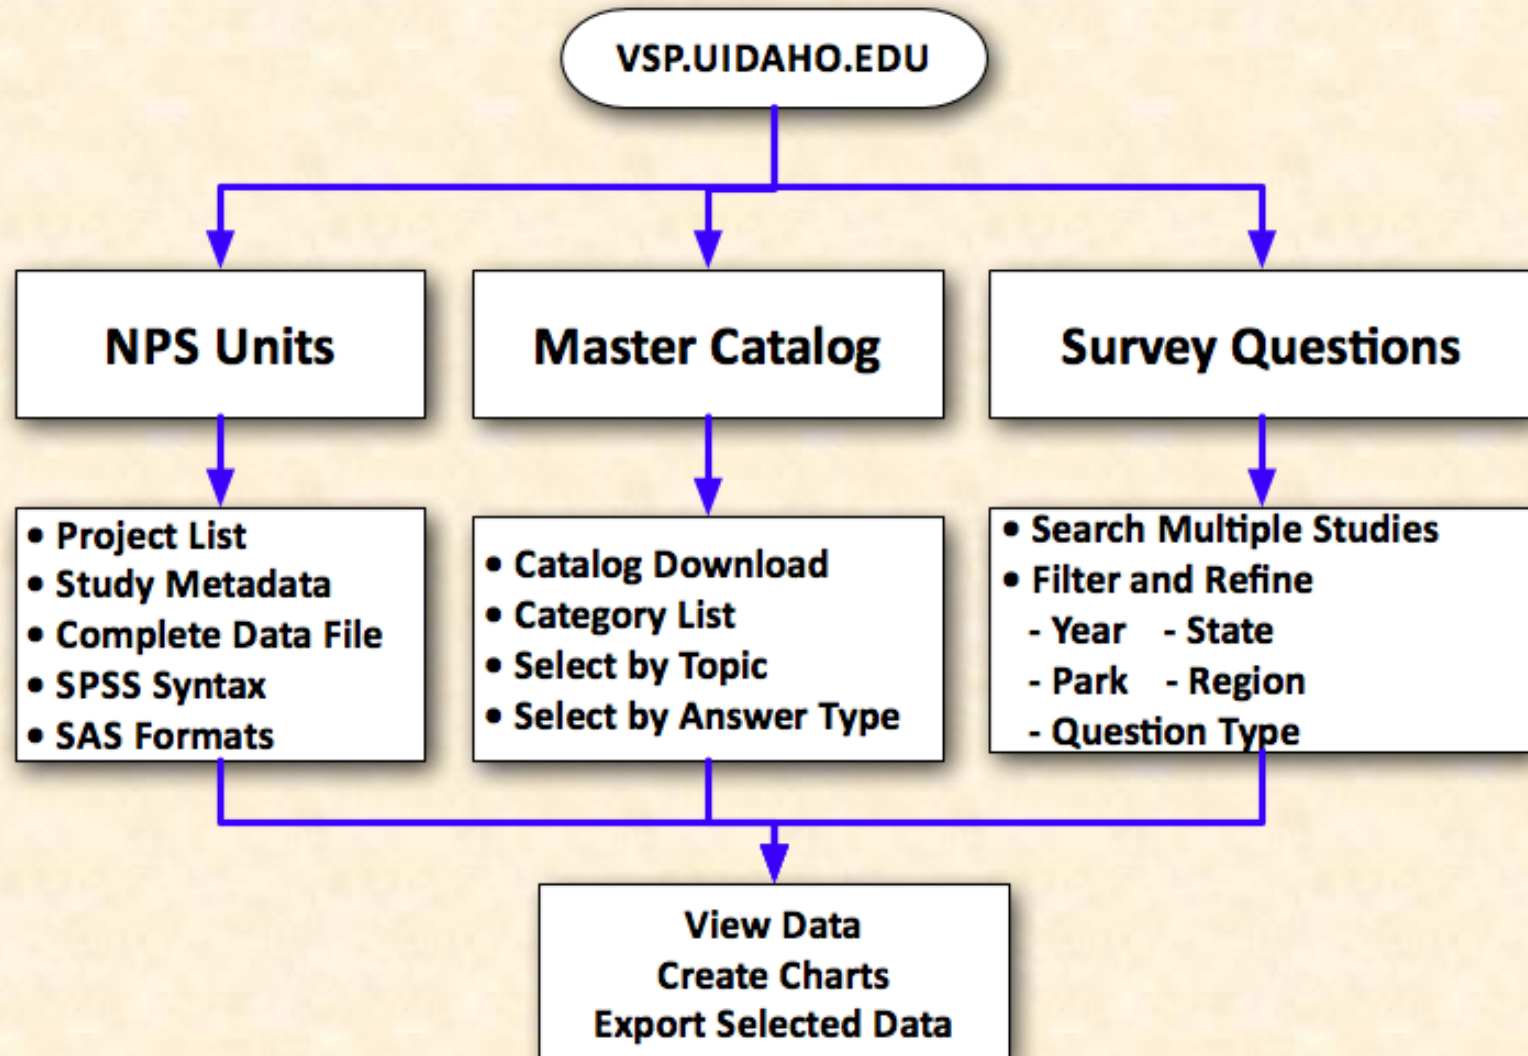 VSP.UIDAHO.EDU
NPS Units
Master Catalog
Survey Questions
• Project List
• Study Metadata
• Complete Data File
• SPSS Syntax
• SAS Formats
• Catalog Download
• Category List
• Select by Topic
• Select by Answer Type
• Search Multiple Studies
• Filter and Refine
- Year - State
- Park - Region
- Question Type
View Data
Create Charts
Export Selected Data